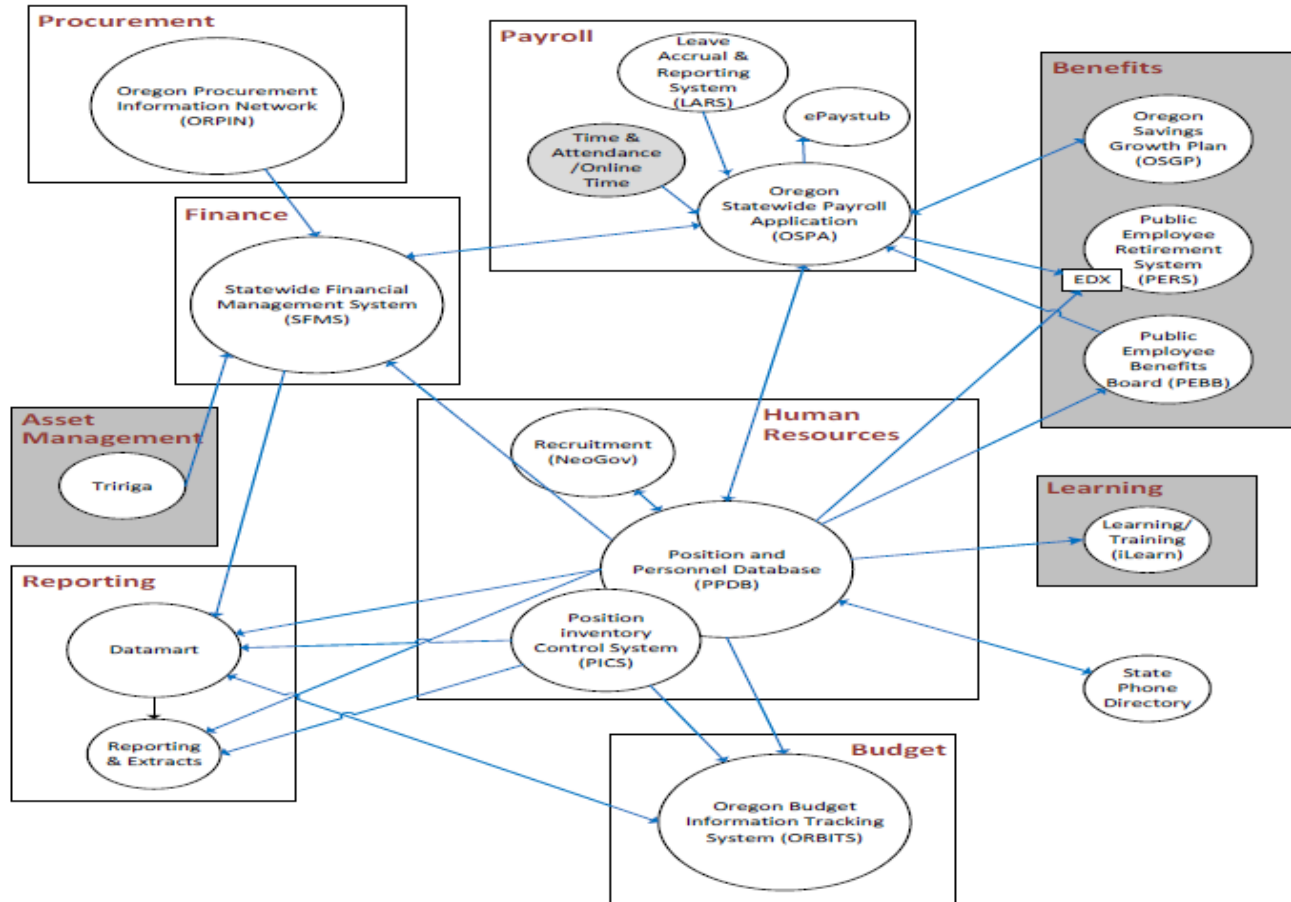 Procurement
Oregon Procurement
Information Network
(ORPIN)
Payroll
Leave
Accrual &
Reporting
System
(LARS)
ePaystub
Time &
Attendance
/Online
Time
Oregon
Statewide Payroll
Application
(OSPA)
Benefits
Oregon
Savings
Growth Plan
(OSGP)
Public
Employee
Retirement
System
(PERS)
EDX
Public
Employee
Benefits
Board (PEBB)
Finance
Statewide Financial
Management System
(SFMS)
Asset
Management
Tririga
Human
Resources
Recruitment
(NeoGov)
Position and
Personnel Database
(PPDB)
Position
inventory
Control System
(PICS)
Learning
Learning/
Training
(iLearn)
State
Phone
Directory
Reporting
Datamart
Reporting
& Extracts
Budget
Oregon Budget
Information Tracking
System (ORBITS)